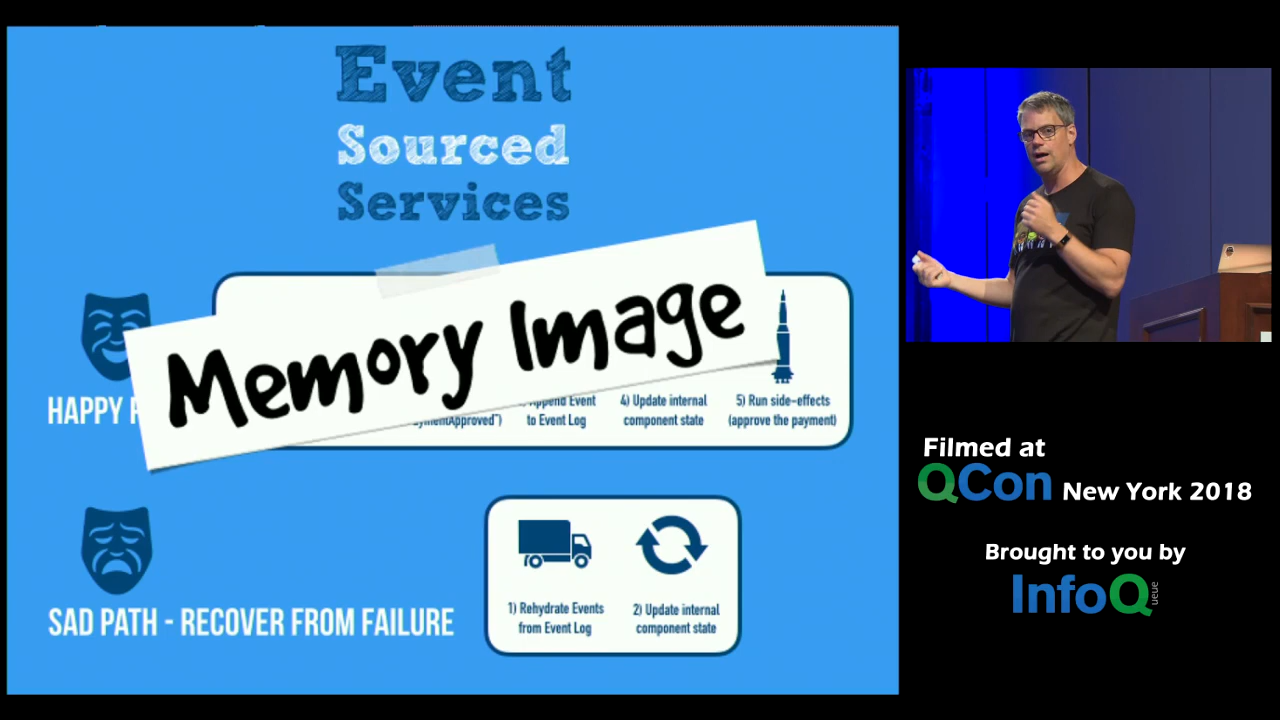 Event
Sourced
Services
Memory Image
HAPPY
Append Event
to Event Log
4) Update internal
component state
5) Run side-effects
(approve the payment)
SAD PATH - RECOVER FROM FAILURE
1) Rehydrate Events
from Event Log
2) Update internal
component state
Filmed at
QCon New York 2018
Brought to you by
InfoQ
ueue